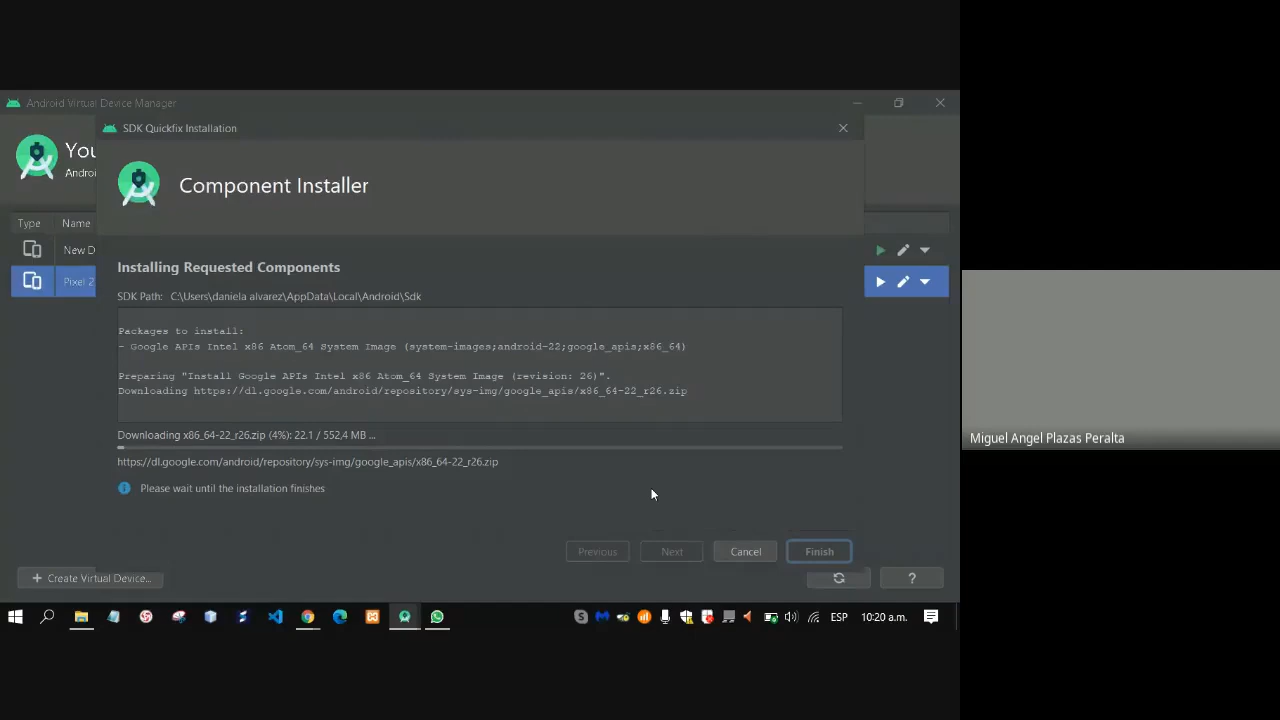 Android Virtual Device Manager
SDK Quickfix Installation
You
Androi
Component Installer
Type Name
New D
Pixel 2
Installing Requested Components
SDK Path: C:\Users\daniela alvarez\AppData\Local\Android\Sdk
Packages to install:
- Google APIs Intel x86 Atom_64 System Image (system-images;android-22;google_apis;x86_64)
Preparing "Install Google APIs Intel x86 Atom_64 System Image (revision: 26)".
Downloading https://dl.google.com/android/repository/sys-img/google_apis/x86_64-22_r26.zip
Downloading x86_64-22_r26.zip (4%): 22.1 / 552,4 MB ...
https://dl.google.com/android/repository/sys-img/google_apis/x86_64-22_r26.zip
Please wait until the installation finishes
Previous Next Cancel Finish
+ Create Virtual Device... ?
ESP 10:20 a.m.
Miguel Angel Plazas Peralta